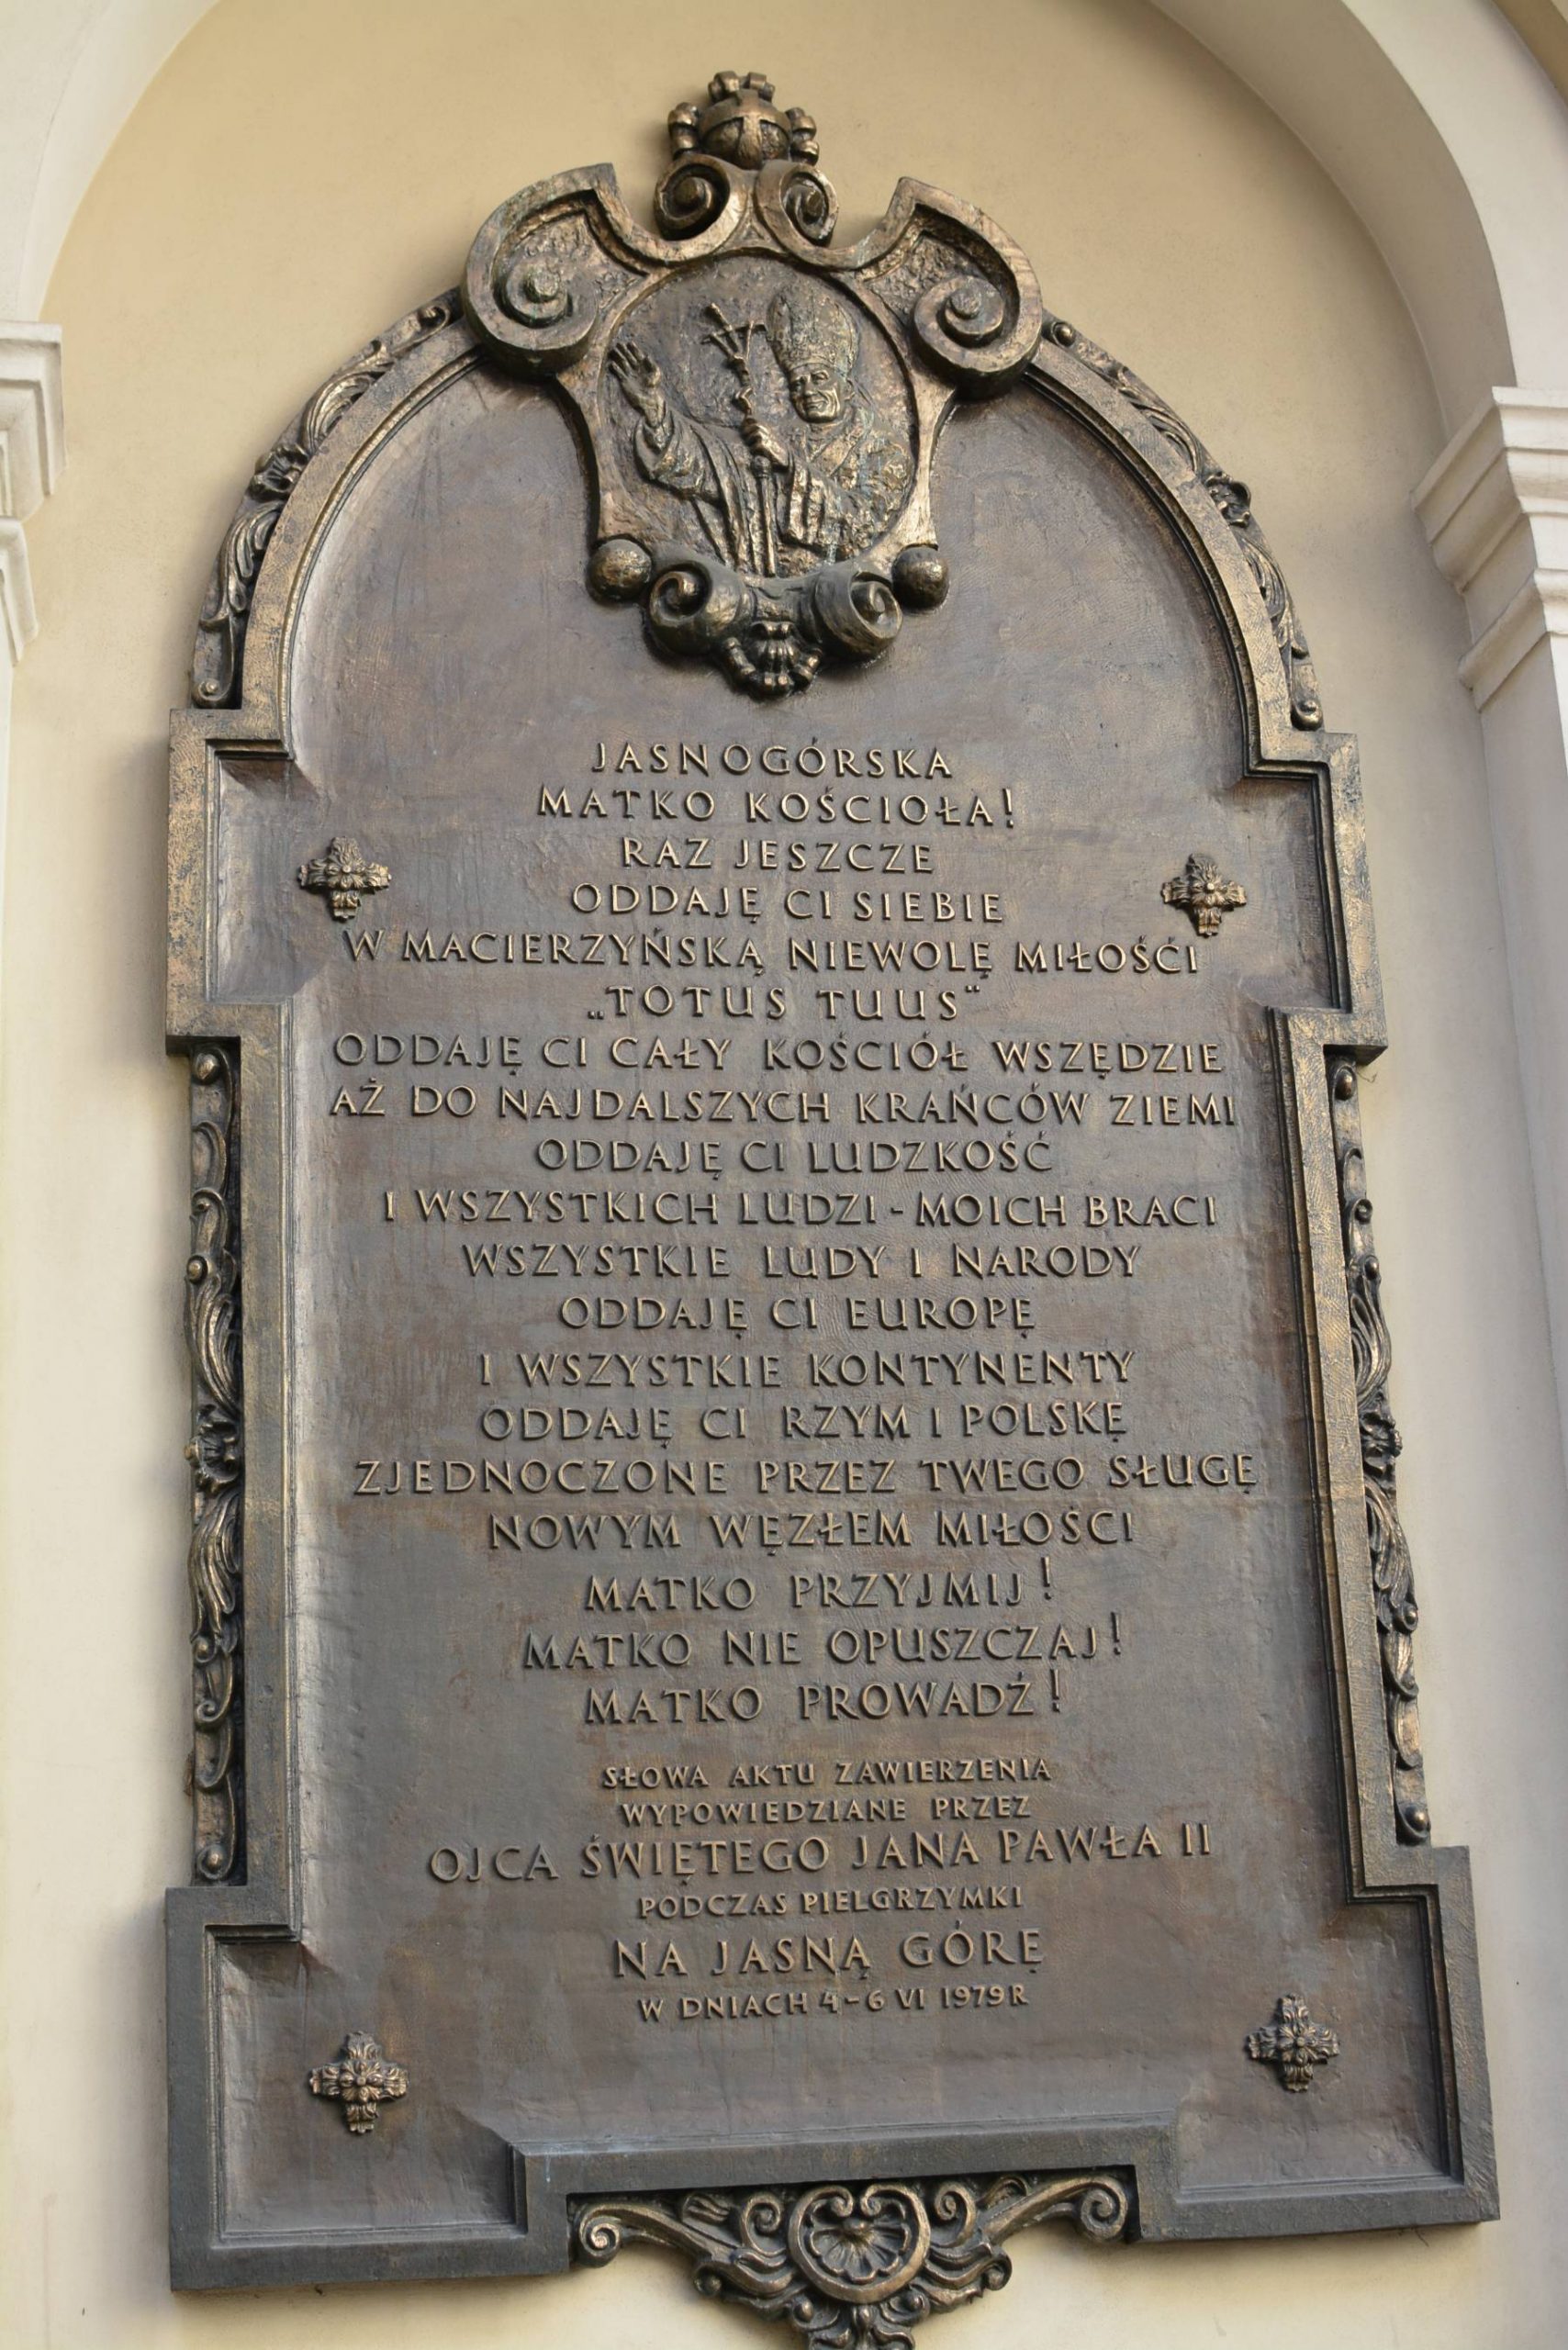 JASNOGÓRSKA
MATKO KOŚCIOŁA!
RAZ JESZCZE
ODDAJĘ CI SIEBIE
W MACIERZYŃSKĄ NIEWOLĘ MIŁOŚĆI
„TOTUS TUUS“
ODDAJĘ CI CAŁY KOŚCIÓŁ WSZĘDZIE
AŻ DO NAJDALSZYCH KRAŃCÓW ZIEMI
ODDAJĘ CI LUDZKOŚĆ
I WSZYSTKICH LUDZI - MOICH BRACI
WSZYSTKIE LUDY I NARODY
ODDAJĘ CI EUROPĘ
I WSZYSTKIE KONTYNENTY
ODDAJĘ CI RZYM I POLSKĘ
ZJEDNOCZONE PRZEZ TWEGO SŁUGĘ
NOWYM WĘZŁEM MIŁOŚCI
MATKO PRZYJMIJ!
MATKO NIE OPUSZCZAJ!
MATKO PROWADŹ!
SŁOWA AKTU ZAWIERZENIA
WYPOWIEDZIANE PRZEZ
OJCA ŚWIĘTEGO JANA PAWŁA II
PODCZAS PIELGRZYMKI
NA JASNĄ GÓRĘ
W DNIACH 4-6 VI 1979R